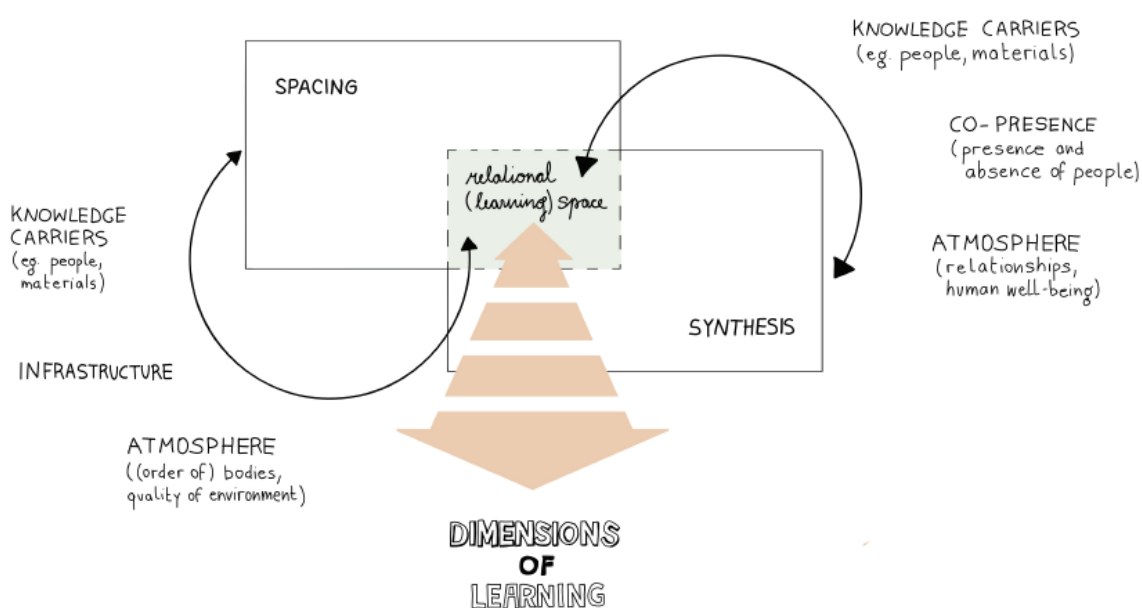 KNOWLEDGE CARRIERS
(eg. people, materials)
SPACING
CO-PRESENCE
(presence and
absence of people)
relational
(learning) space
KNOWLEDGE
CARRIERS
(eg. people,
materials)
ATMOSPHERE
(relationships,
human well-being)
SYNTHESIS
INFRASTRUCTURE
ATMOSPHERE
((order of) bodies,
quality of environment)
DIMENSIONS
OF
LEARNING